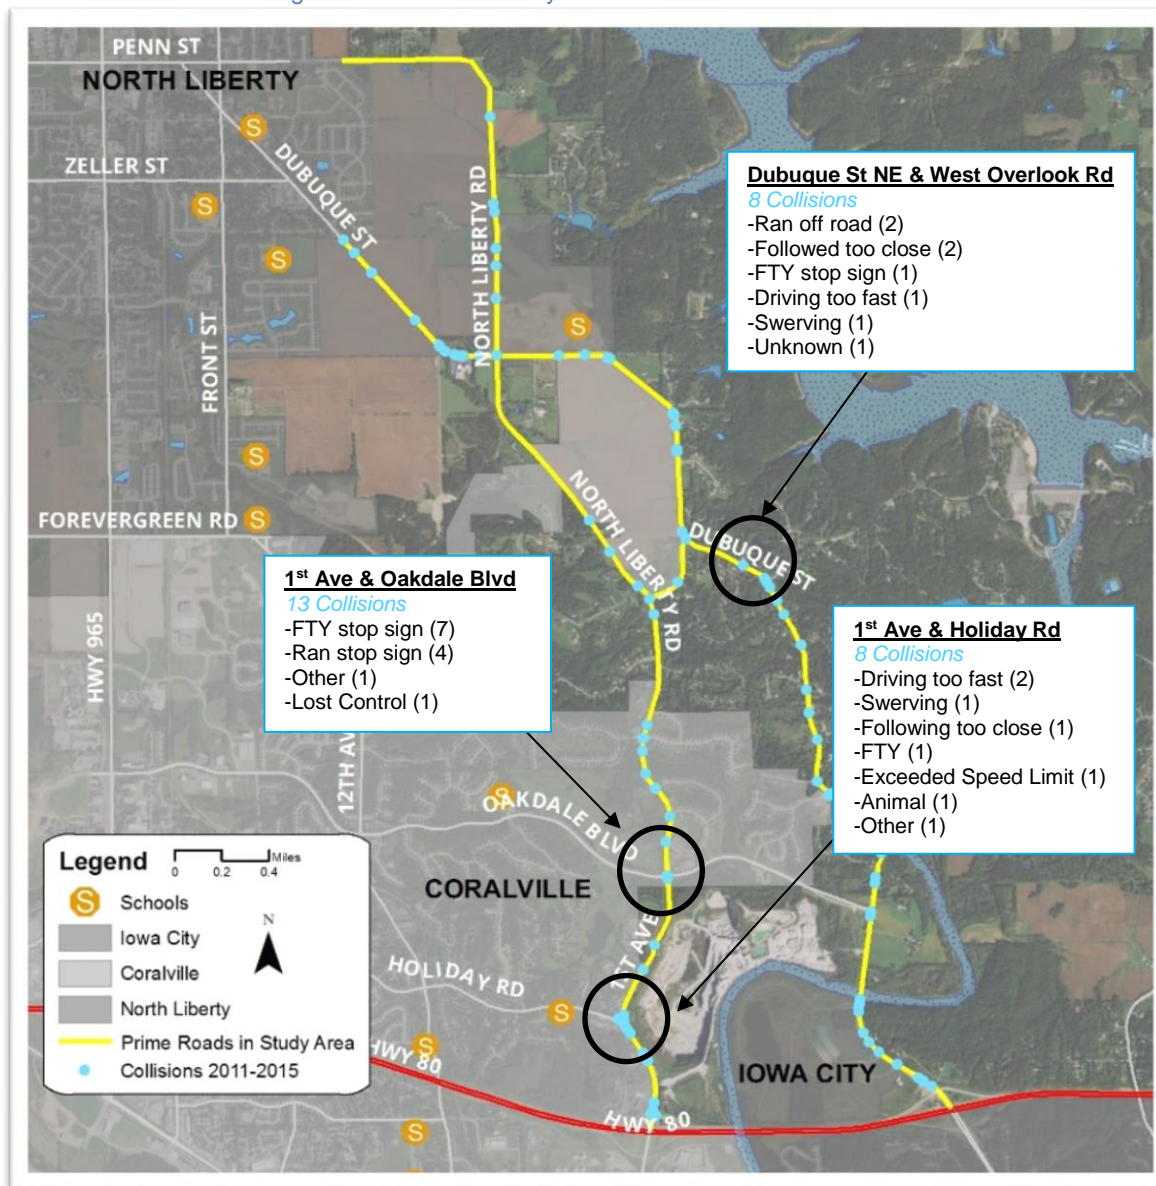 PENN ST
NORTH LIBERTY
S
ZELLER ST
DUBUQUE ST
S
NORTH LIBERTY RD
S
FRONT ST
S
Dubuque St NE & West Overlook Rd
8 Collisions
-Ran off road (2)
-Followed too close (2)
-FTY stop sign (1)
-Driving too fast (1)
-Swerving (1)
-Unknown (1)
S
NORTH LIBERTY RD
FOREVERGREEN RD
S
DUBUQUE ST
1st Ave & Oakdale Blvd
13 Collisions
-FTY stop sign (7)
-Ran stop sign (4)
-Other (1)
-Lost Control (1)
1st Ave & Holiday Rd
8 Collisions
-Driving too fast (2)
-Swerving (1)
-Following too close (1)
-FTY (1)
-Exceeded Speed Limit (1)
-Animal (1)
-Other (1)
HWY 965
12TH AV
S
OAKDALE BLVD
CORALVILLE
1ST AVE
HOLIDAY RD
S
S
HWY 80
IOWA CITY
HWY 80
S
S
Legend
Miles
0 0.2 0.4
S Schools
N
Iowa City
Coralville
North Liberty
Prime Roads in Study Area
Collisions 2011-2015